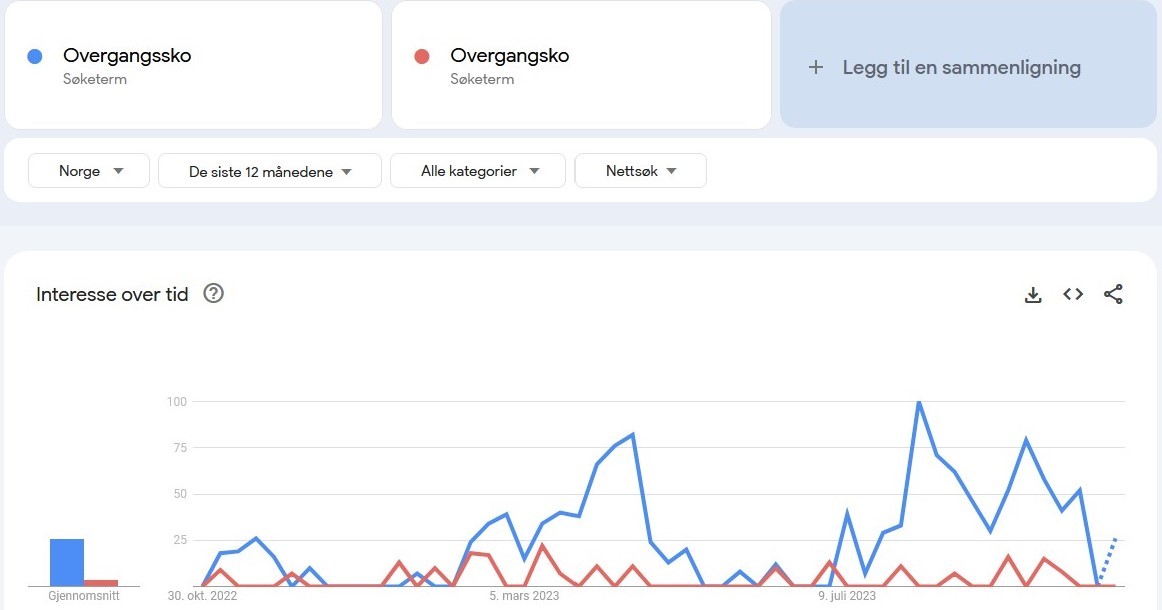 Overgangssko
Søketerm
Overgangsko
Søketerm
+ Legg til en sammenligning
Norge
De siste 12 månedene
Alle kategorier
Nettsøk
Interesse over tid
100
75
50
25
Gjennomsnitt
30. okt. 2022
5. mars 2023
9. juli 2023